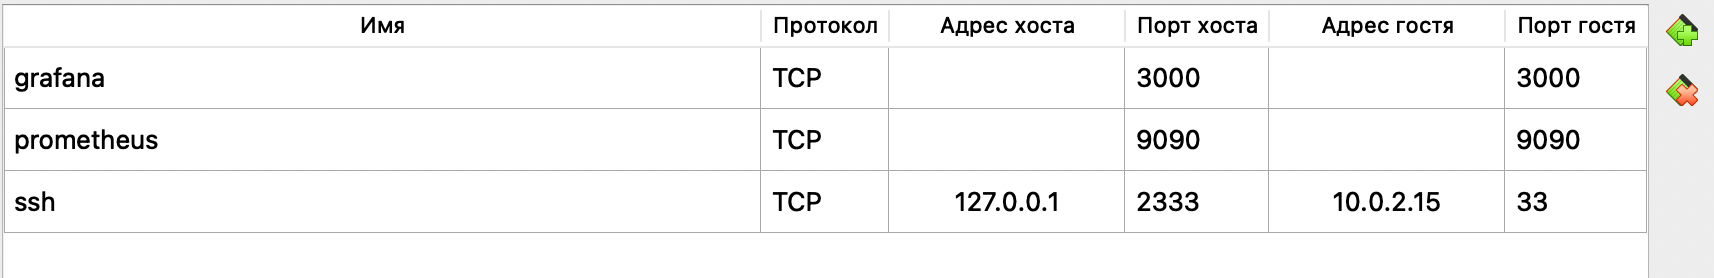 Имя Протокол Адрес хоста Порт хоста Адрес гостя Порт гостя
grafana TCP 3000 3000
prometheus TCP 9090 9090
ssh TCP 127.0.0.1 2333 10.0.2.15 33